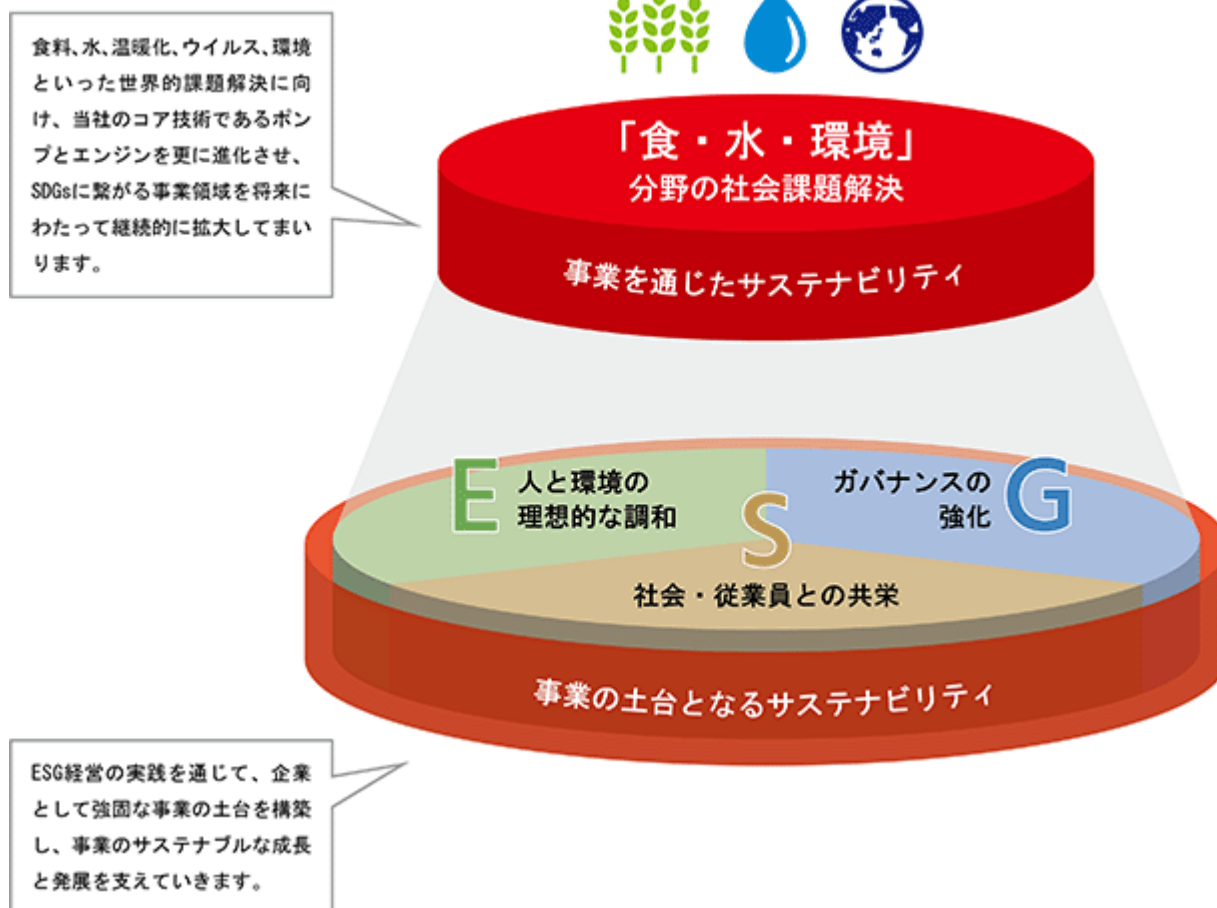 食料、水、温暖化、ウイルス、環境
といった世界的課題解決に向
け、当社のコア技術であるポン
プとエンジンを更に進化させ、
SDGsに繋がる事業領域を将来に
わたって継続的に拡大してまい
ります。
「食・水・環境」
分野の社会課題解決
事業を通じたサステナビリティ
E
人と環境の
理想的な調和
ガバナンスの
強化
G
S
社会・従業員との共栄
事業の土台となるサステナビリティ
ESG経営の実践を通じて、企業
として強固な事業の土台を構築
し、事業のサステナブルな成長
と発展を支えていきます。